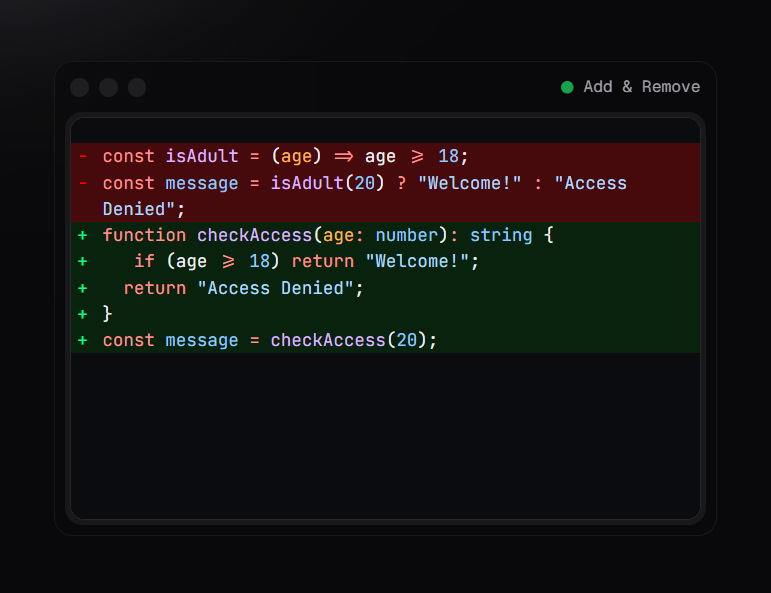 Add & Remove
- const isAdult = (age) => age >= 18;
- const message = isAdult(20) ? "Welcome!" : "Access
Denied";
+ function checkAccess(age: number): string {
+    if (age >= 18) return "Welcome!";
+   return "Access Denied";
+ }
+ const message = checkAccess(20);